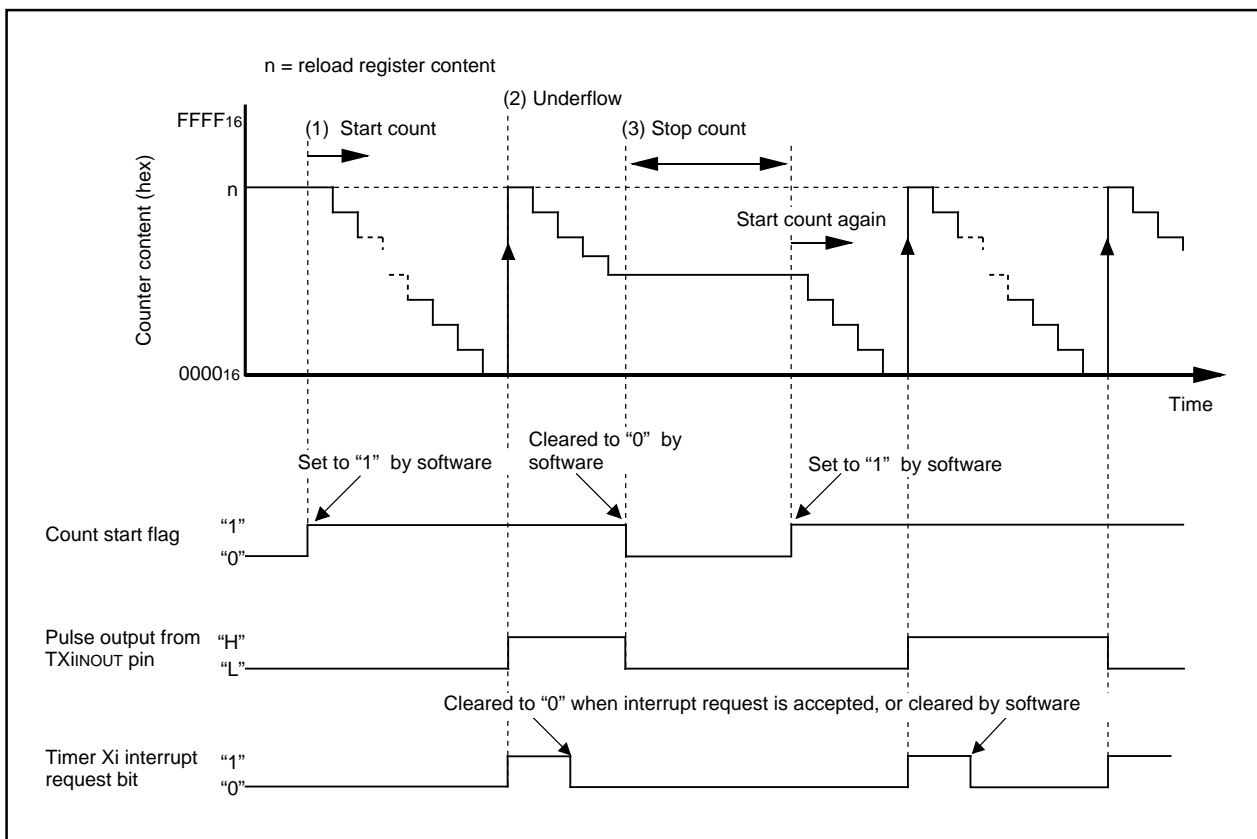 n = reload register content
(2) Underflow
FFFF16
(1) Start count
(3) Stop count
Counter content (hex)
n
Start count again
000016
Time
Cleared to “0” by
software
Set to “1” by software
Set to “1” by software
Count start flag
“1”
“0”
Pulse output from
TXiINOUT pin
“H”
“L”
Cleared to “0” when interrupt request is accepted, or cleared by software
Timer Xi interrupt
request bit
“1”
“0”